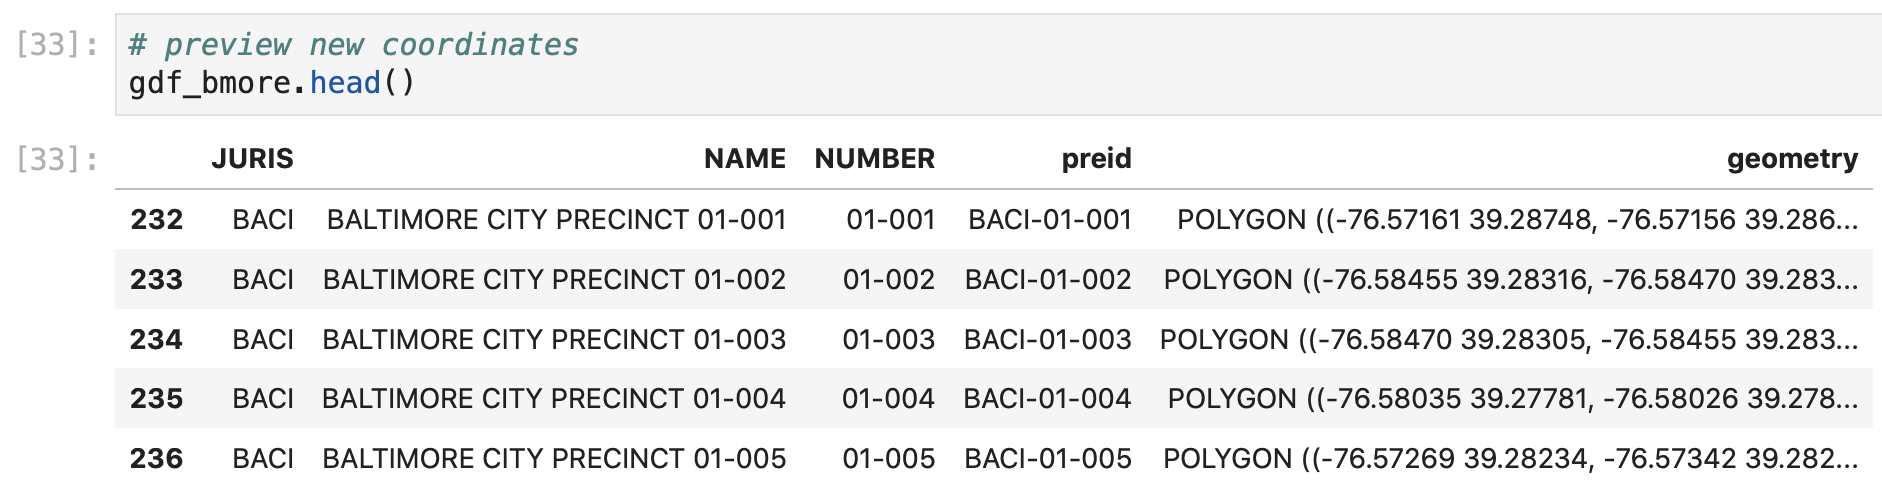 [33]: # preview new coordinates
gdf_bmore.head()
[33]: JURIS NAME NUMBER preid geometry
232 BACI BALTIMORE CITY PRECINCT 01-001 01-001 BACI-01-001 POLYGON ((-76.57161 39.28748, -76.57156 39.286...
233 BACI BALTIMORE CITY PRECINCT 01-002 01-002 BACI-01-002 POLYGON ((-76.58455 39.28316, -76.58470 39.283...
234 BACI BALTIMORE CITY PRECINCT 01-003 01-003 BACI-01-003 POLYGON ((-76.58470 39.28305, -76.58455 39.283...
235 BACI BALTIMORE CITY PRECINCT 01-004 01-004 BACI-01-004 POLYGON ((-76.58035 39.27781, -76.58026 39.278...
236 BACI BALTIMORE CITY PRECINCT 01-005 01-005 BACI-01-005 POLYGON ((-76.57269 39.28234, -76.57342 39.282...